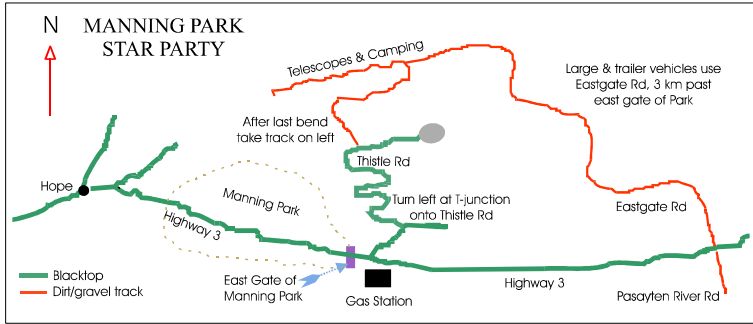 N
MANNING PARK
STAR PARTY
Telescopes & Camping
Large & trailer vehicles use
Eastgate Rd, 3 km past
east gate of Park
After last bend
take track on left
Thistle Rd
Hope
Manning Park
Turn left at T-junction
onto Thistle Rd
Highway 3
Eastgate Rd
Blacktop
Dirt/gravel track
East Gate of
Manning Park
Gas Station
Highway 3
Pasayten River Rd